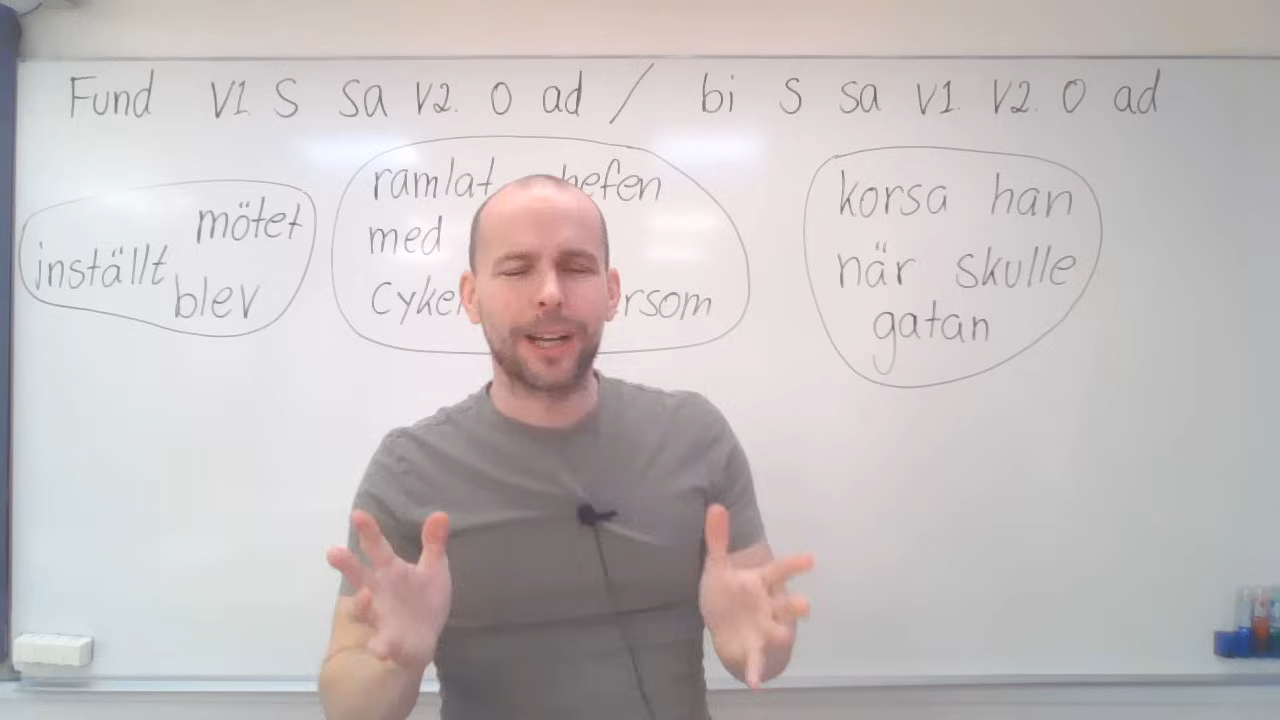 Fund V1 S sa V2. O ad / bi S sa V1. V2. O ad
mötet
inställt
blev
ramlat
med
korsa han
när skulle
gatan